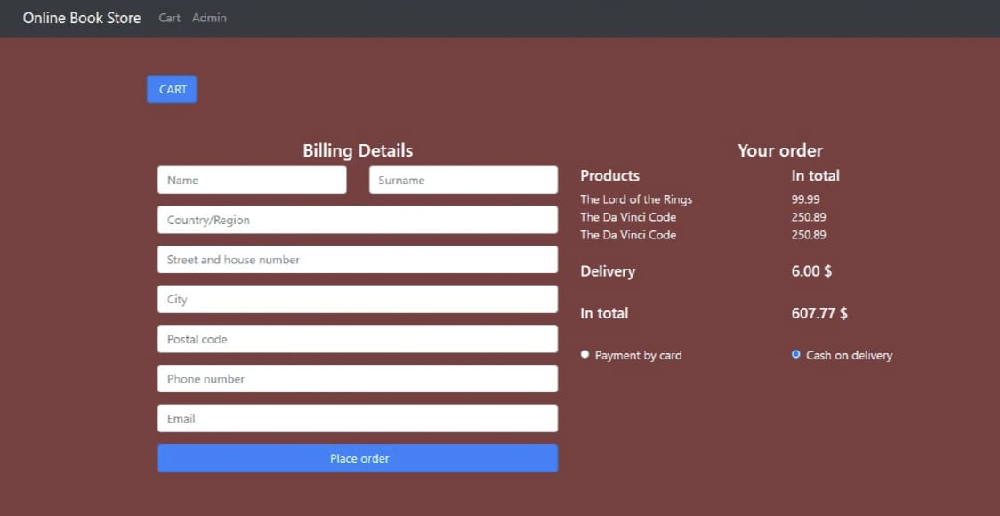 Online Book Store Cart Admin
CART
Billing Details
Name Surname
Country/Region
Street and house number
City
Postal code
Phone number
Email
Place order
Your order
Products In total
The Lord of the Rings 99.99
The Da Vinci Code 250.89
The Da Vinci Code 250.89
Delivery 6.00 $
In total 607.77 $
Payment by card Cash on delivery